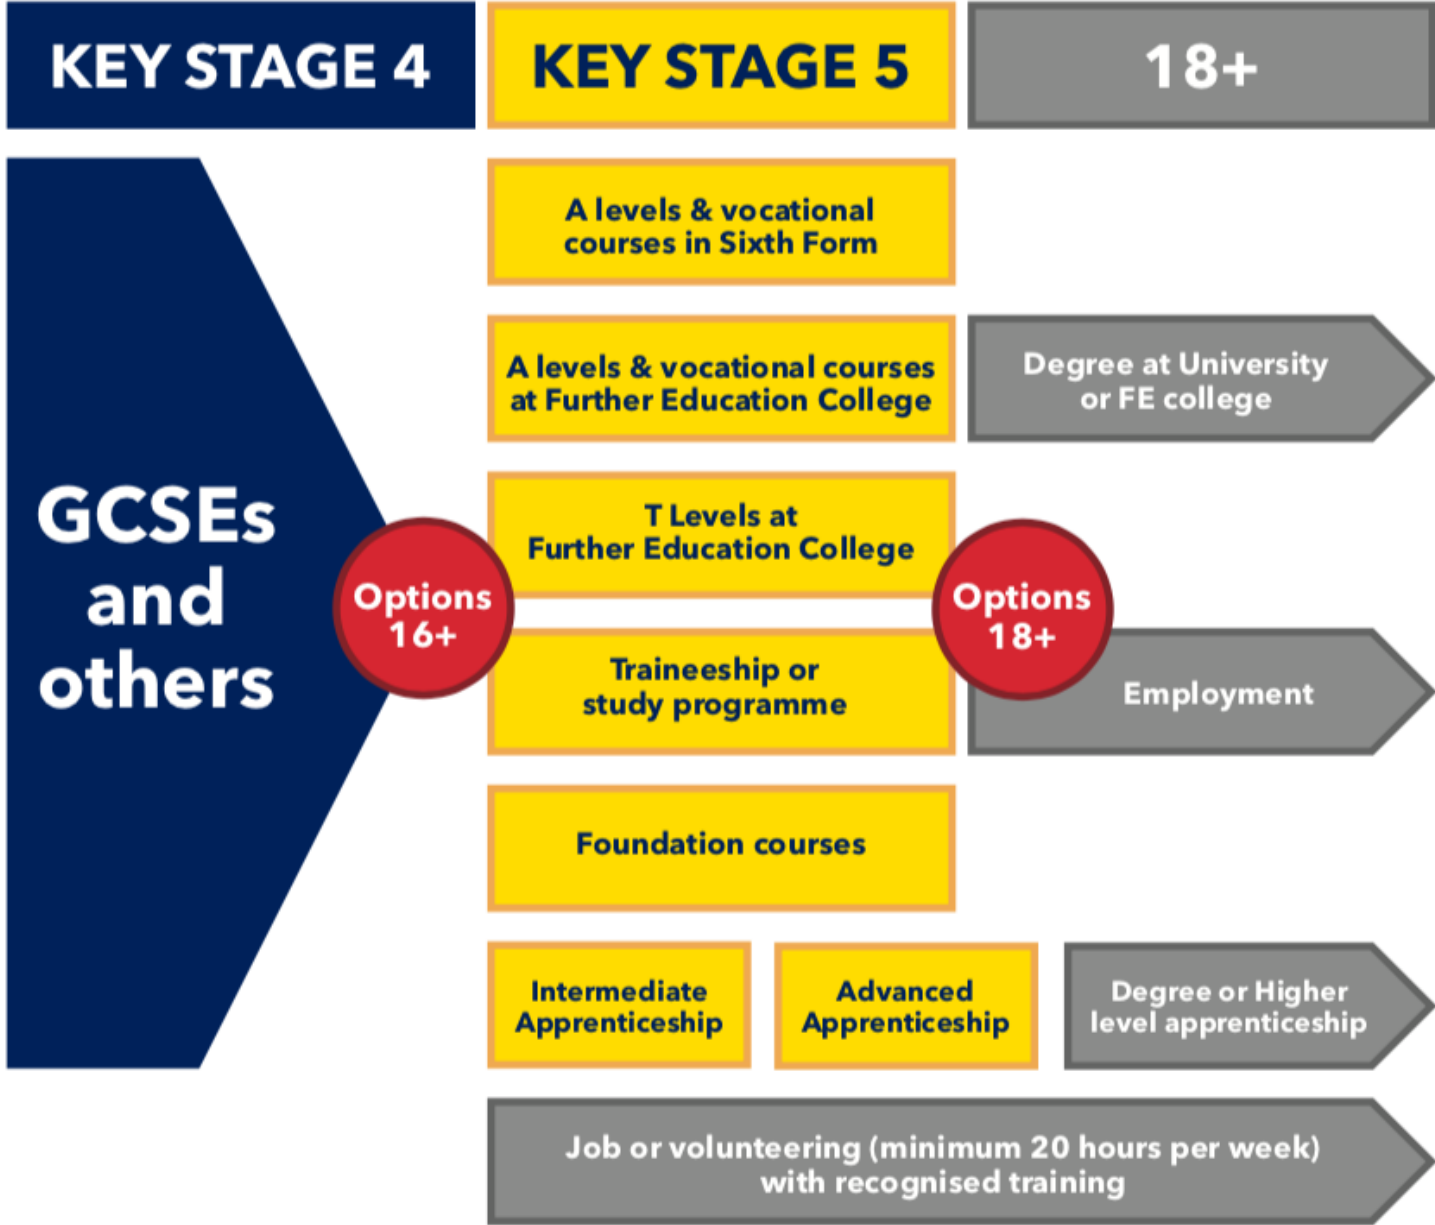 KEY STAGE 4
KEY STAGE 5
18+
GCSEs
and
others
Options
16+
A levels & vocational
courses in Sixth Form
A levels & vocational courses
at Further Education College
T Levels at
Further Education College
Traineeship or
study programme
Foundation courses
Intermediate
Apprenticeship
Advanced
Apprenticeship
Options
18+
Degree at University
or FE college
Employment
Degree or Higher
level apprenticeship
Job or volunteering (minimum 20 hours per week)
with recognised training